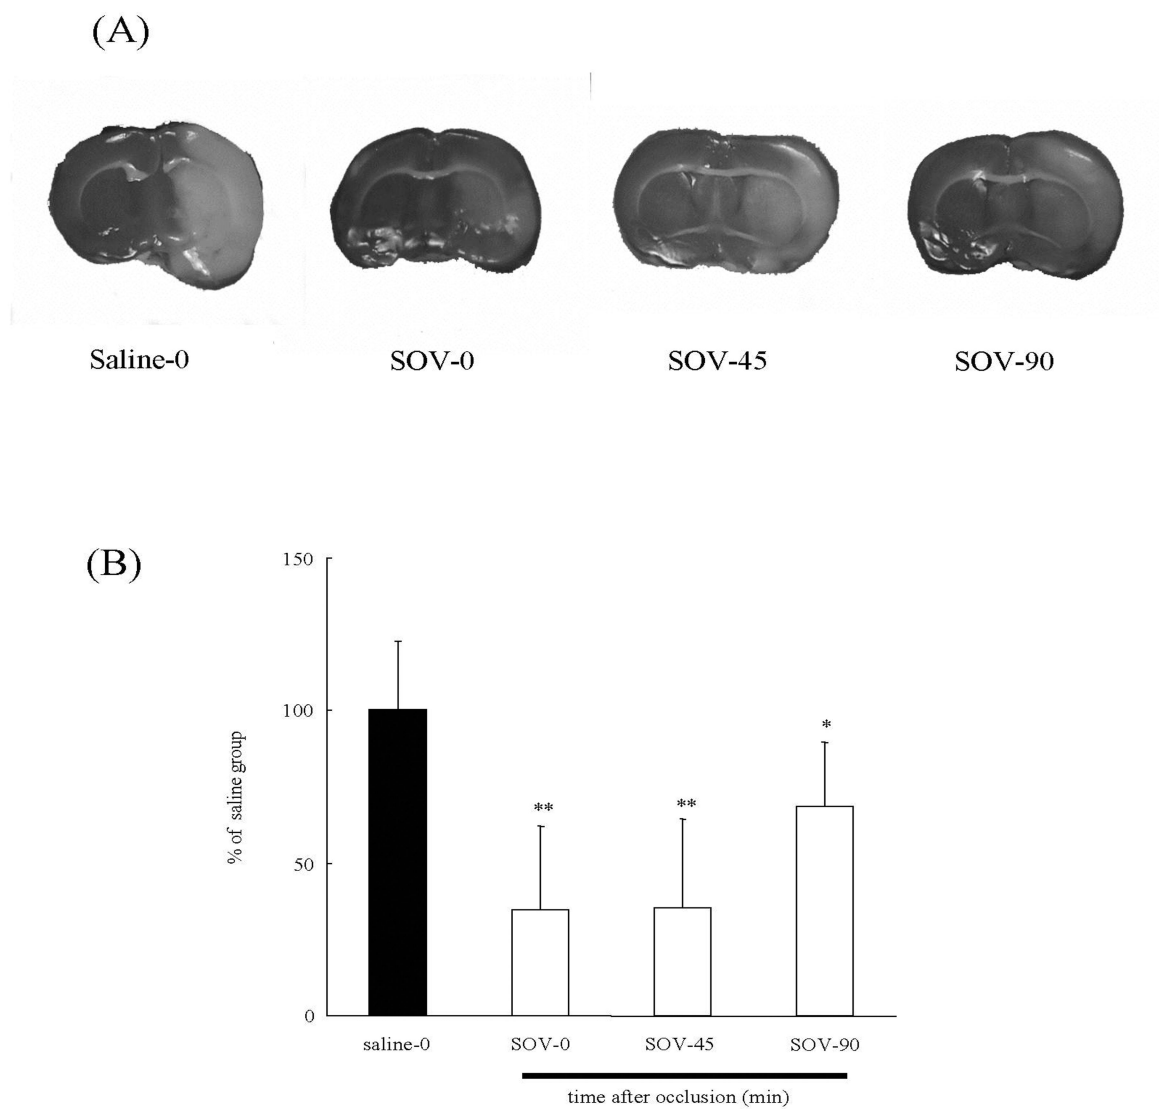 (A)
Saline-0
SOV-0
SOV-45
SOV-90
(B)
150
100
50
0
% of saline group
**
**
*
saline-0
SOV-0
SOV-45
SOV-90
time after occlusion (min)